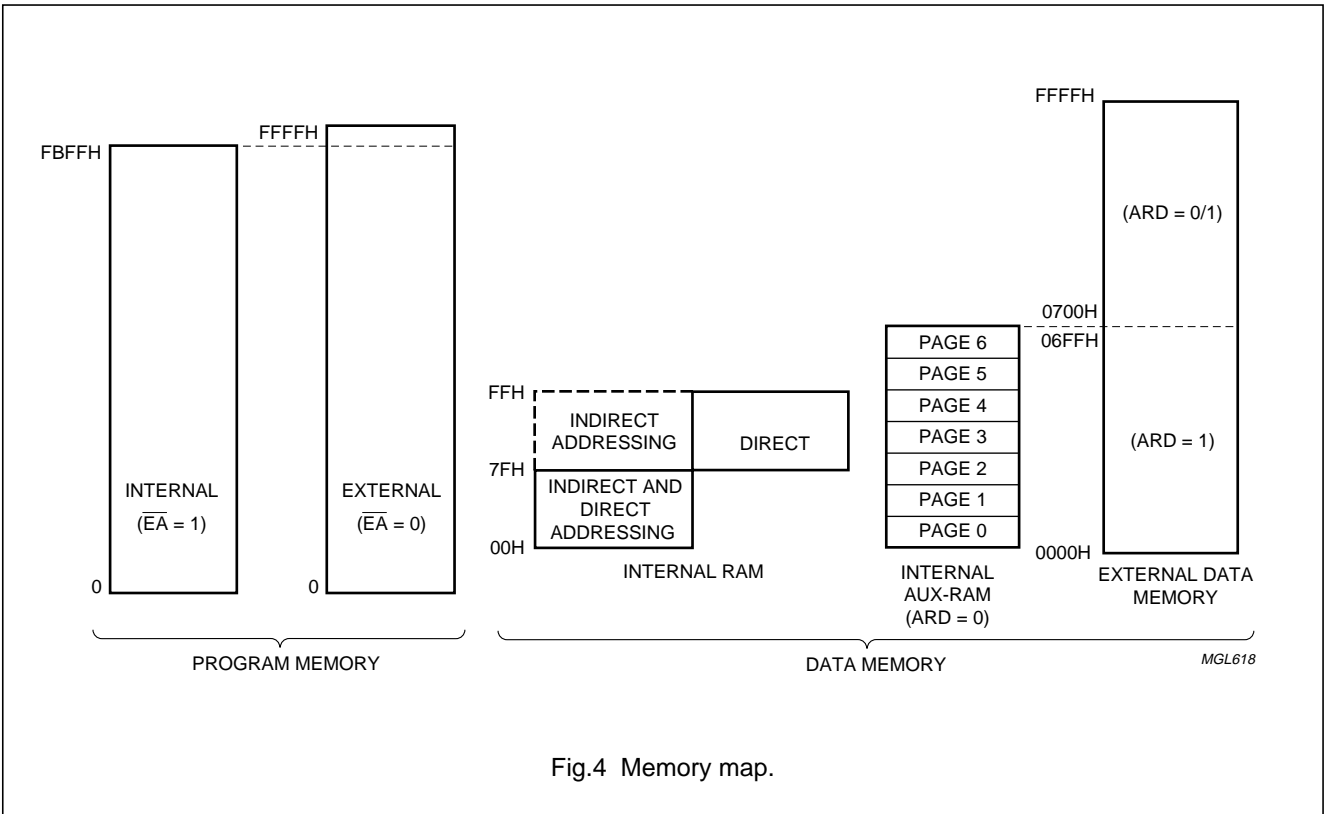 FBFFH
INTERNAL
(EA = 1)
0
FFFFH
EXTERNAL
(EA = 0)
0
PROGRAM MEMORY
FFH
7FH
00H
INDIRECT
ADDRESSING
DIRECT
INDIRECT AND
DIRECT
ADDRESSING
INTERNAL RAM
PAGE 6
PAGE 5
PAGE 4
PAGE 3
PAGE 2
PAGE 1
PAGE 0
INTERNAL
AUX-RAM
(ARD = 0)
FFFFH
(ARD = 0/1)
0700H
06FFH
(ARD = 1)
0000H
EXTERNAL DATA
MEMORY
DATA MEMORY
MGL618
Fig.4 Memory map.